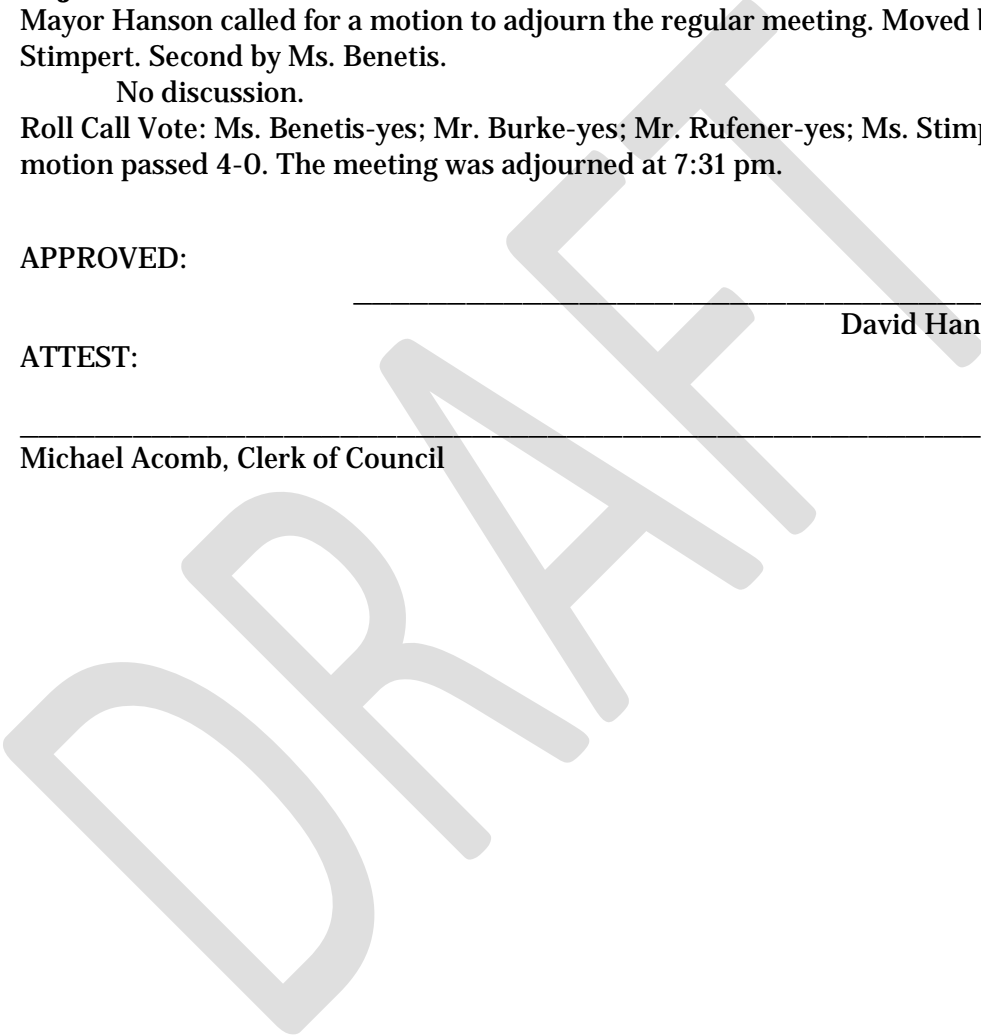 Mayor Hanson called for a motion to adjourn the regular meeting. Moved
Stimpert. Second by Ms. Benetis.
No discussion.
Roll Call Vote: Ms. Benetis-yes; Mr. Burke-yes; Mr. Rufener-yes; Ms.
motion passed 4-0. The meeting was adjourned at 7:31 pm.
APPROVED:
David Han
ATTEST:
Michael Acomb, Clerk of Council
DRAFT